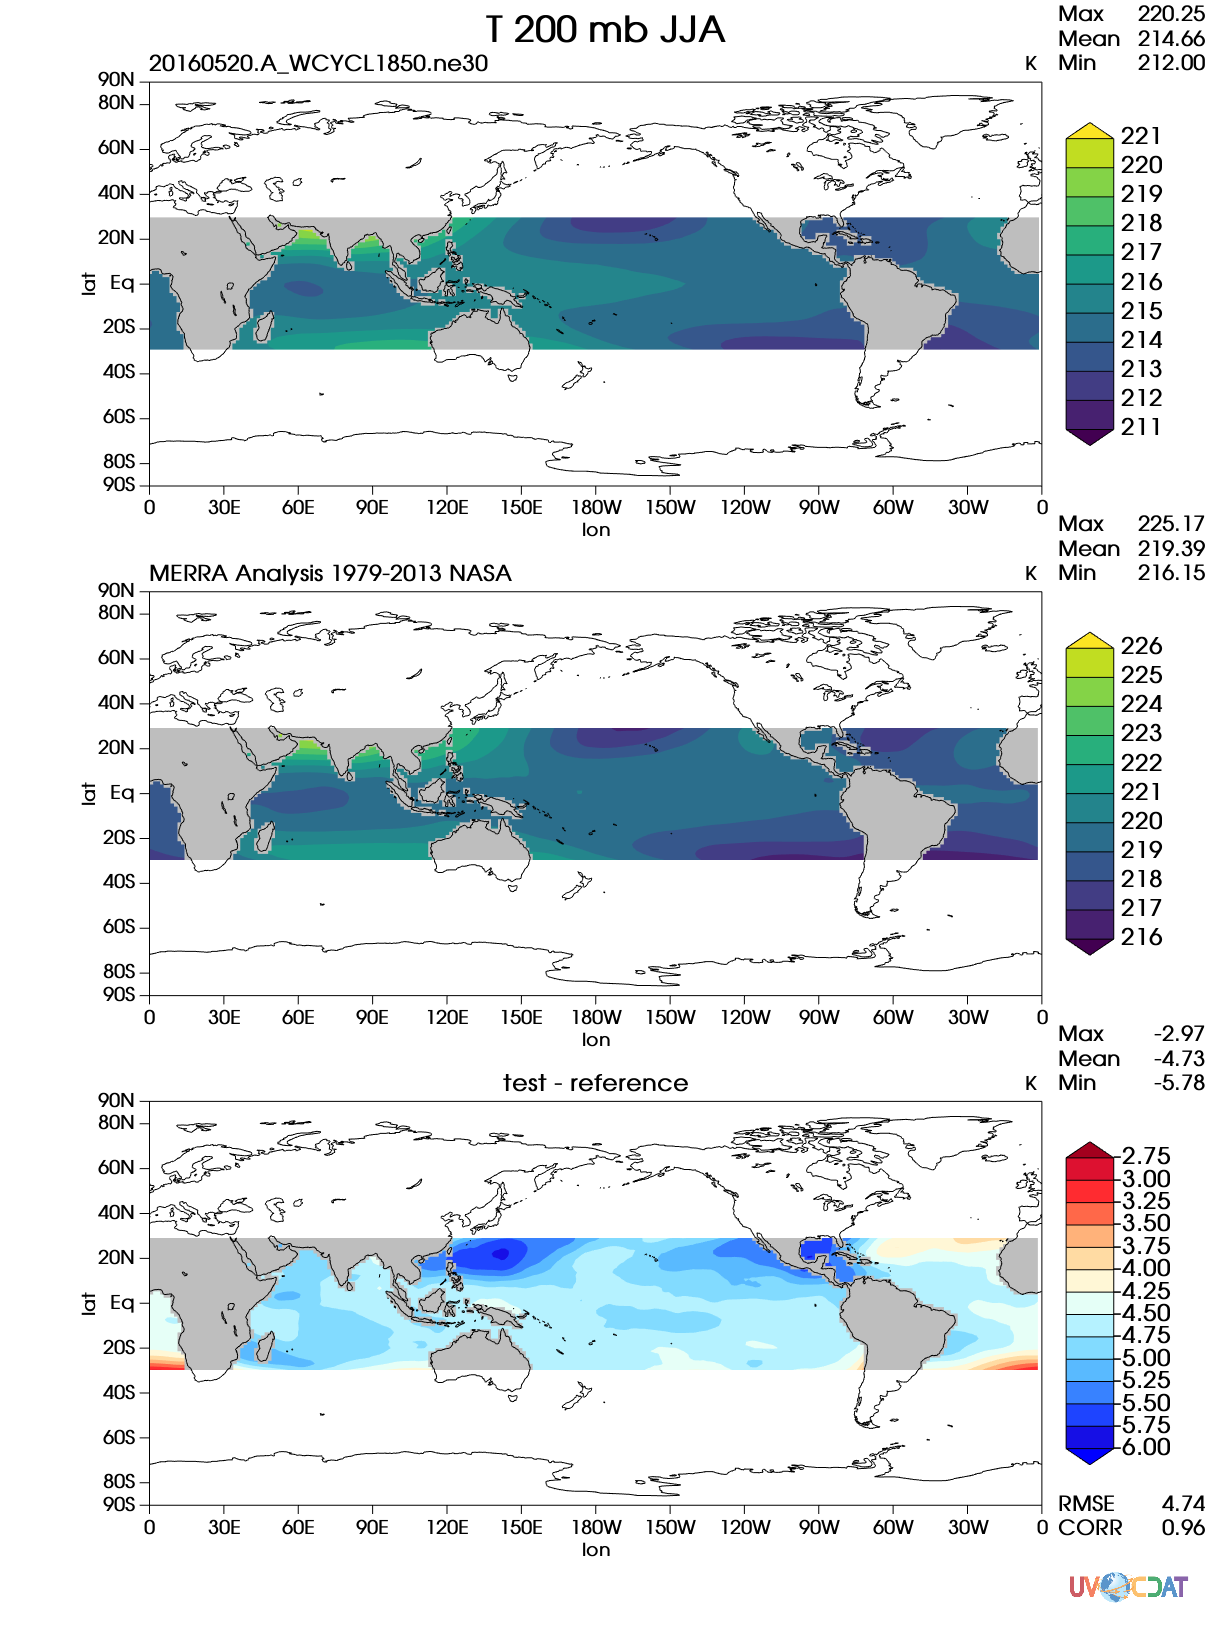 T 200 mb JJA
20160520.A_WCYCL1850.ne30
K
Max 220.25
Mean 214.66
Min 212.00
90N
80N
60N
40N
20N
Eq
20S
40S
60S
80S
90S
lat
0 30E 60E 90E 120E 150E 180W 150W 120W 90W 60W 30W 0
lon
221
220
219
218
217
216
215
214
213
212
211
MERRA Analysis 1979-2013 NASA
K
Max 225.17
Mean 219.39
Min 216.15
90N
80N
60N
40N
20N
Eq
20S
40S
60S
80S
90S
lat
0 30E 60E 90E 120E 150E 180W 150W 120W 90W 60W 30W 0
lon
226
225
224
223
222
221
220
219
218
217
216
test - reference
K
Max -2.97
Mean -4.73
Min -5.78
90N
80N
60N
40N
20N
Eq
20S
40S
60S
80S
90S
lat
0 30E 60E 90E 120E 150E 180W 150W 120W 90W 60W 30W 0
lon
-2.75
-3.00
-3.25
-3.50
-3.75
-4.00
-4.25
-4.50
-4.75
-5.00
-5.25
-5.50
-5.75
-6.00
RMSE 4.74
CORR 0.96
UV CDAT